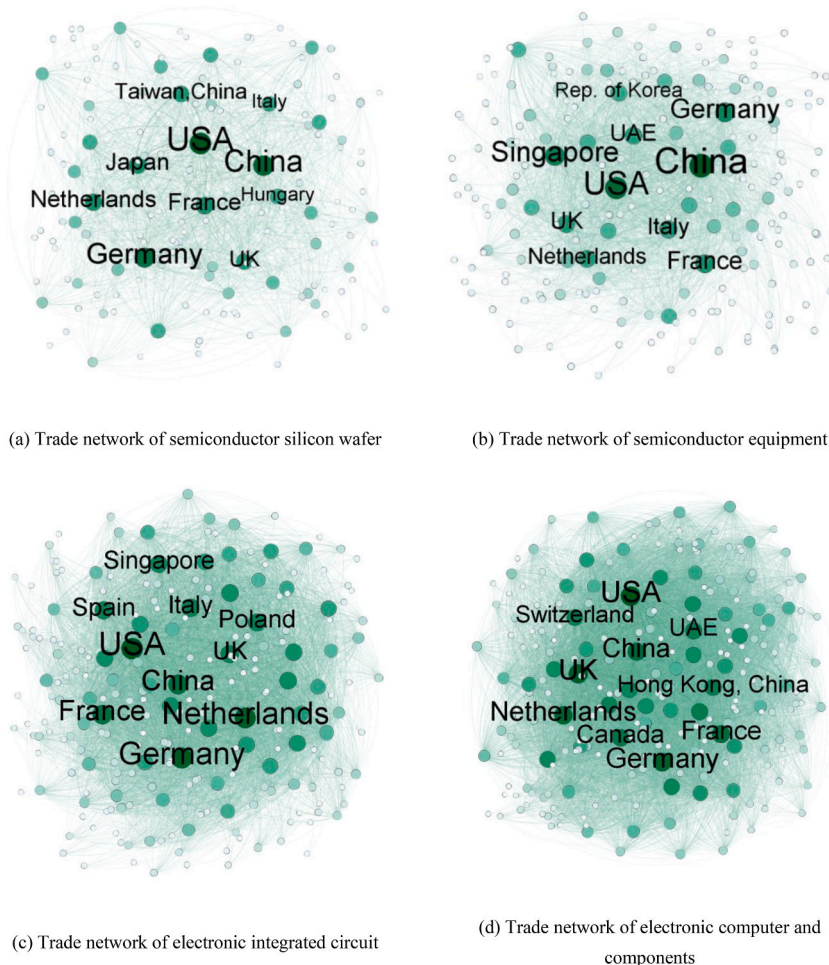 Taiwan,China
Italy
USA
China
Japan
Netherlands
France
Hungary
Germany
UK
(a) Trade network of semiconductor silicon wafer
Rep. of Korea
Germany
UAE
Singapore
China
USA
UK
Italy
Netherlands
France
(b) Trade network of semiconductor equipment
Singapore
Spain
Italy
Poland
USA
UK
China
France
Netherlands
Germany
(c) Trade network of electronic integrated circuit
USA
Switzerland
UAE
China
UK
Hong Kong, China
Netherlands
Canada
France
Germany
(d) Trade network of electronic computer and
components